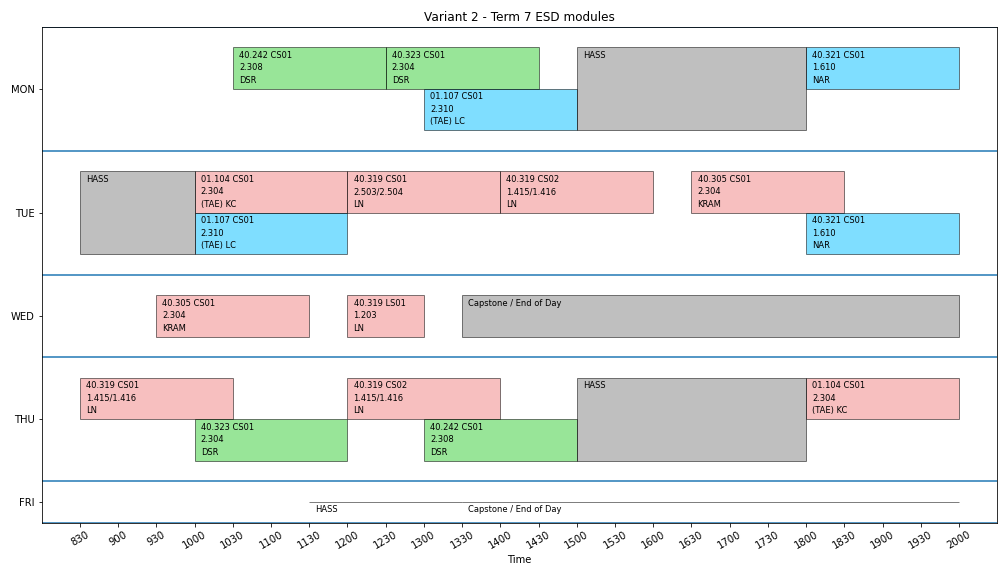 Variant 2 - Term 7 ESD modules
MON
40.242 CS01
2.308
DSR
40.323 CS01
2.304
DSR
01.107 CS01
2.310
(TAE) LC
HASS
40.321 CS01
1.610
NAR
TUE
HASS
01.104 CS01
2.304
(TAE) KC
01.107 CS01
2.310
(TAE) LC
40.319 CS01
2.503/2.504
LN
40.319 CS02
1.415/1.416
LN
40.305 CS01
2.304
KRAM
40.321 CS01
1.610
NAR
WED
40.305 CS01
2.304
KRAM
40.319 LS01
1.203
LN
Capstone / End of Day
THU
40.319 CS01
1.415/1.416
LN
40.323 CS01
2.304
DSR
40.319 CS02
1.415/1.416
LN
40.242 CS01
2.308
DSR
HASS
01.104 CS01
2.304
(TAE) KC
FRI
HASS
Capstone / End of Day
830 900 930 1000 1030 1100 1130 1200 1230 1300 1330 1400 1430 1500 1530 1600 1630 1700 1730 1800 1830 1900 1930 2000
Time